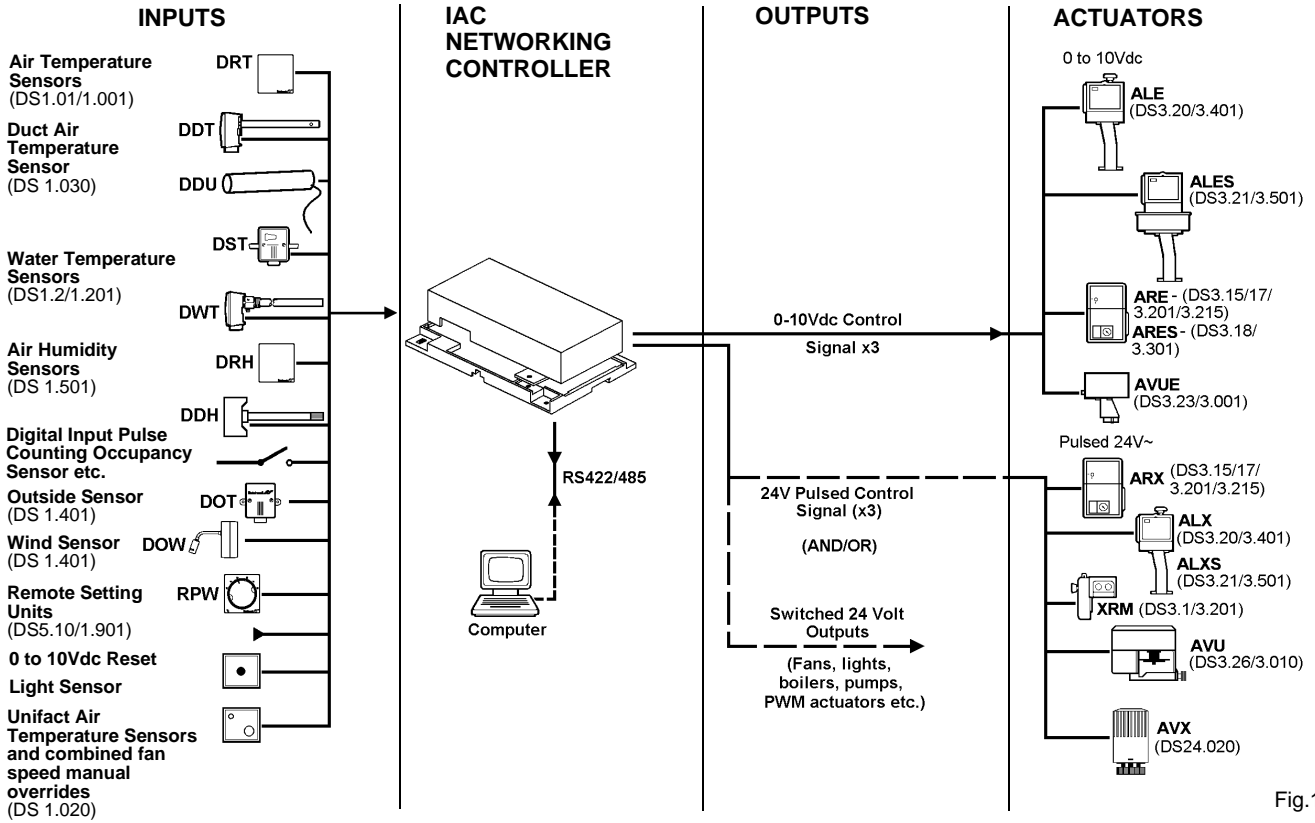 INPUTS
Air Temperature
Sensors
(DS1.01/1.001)
DRT
Duct Air
Temperature
Sensor
(DS 1.030)
DDT
DDU
DST
Water Temperature
Sensors
(DS1.2/1.201)
DWT
Air Humidity
Sensors
(DS 1.501)
DRH
DDH
Digital Input Pulse
Counting Occupancy
Sensor etc.
Outside Sensor
(DS 1.401)
DOT
Wind Sensor
(DS 1.401)
DOW
Remote Setting
Units
(DS5.10/1.901)
RPW
0 to 10Vdc Reset
Light Sensor
Unifact Air
Temperature Sensors
and combined fan
speed manual
overrides
(DS 1.020)
IAC
NETWORKING
CONTROLLER
RS422/485
Computer
OUTPUTS
0-10Vdc Control
Signal x3
24V Pulsed Control
Signal (x3)
(AND/OR)
Switched 24 Volt
Outputs
(Fans, lights,
boilers, pumps,
PWM actuators etc.)
ACTUATORS
0 to 10Vdc
ALE
(DS3.20/3.401)
ALES
(DS3.21/3.501)
ARE - (DS3.15/17/
3.201/3.215)
ARES - (DS3.18/
3.301)
AVUE
(DS3.23/3.001)
Pulsed 24V~
ARX (DS3.15/17/
3.201/3.215)
ALX
(DS3.20/3.401)
ALXS
(DS3.21/3.501)
XRM (DS3.1/3.201)
AVU
(DS3.26/3.010)
AVX
(DS24.020)
Fig.1